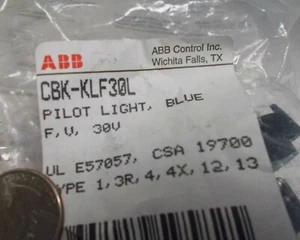 ABB
ABB Control Inc.
Wichita Falls, TX
CBK-KLF30L
PILOT LIGHT, BLUE
F,V, 30V
UL E57057, CSA 19700
TYPE 1,3R,4,4X,12,13